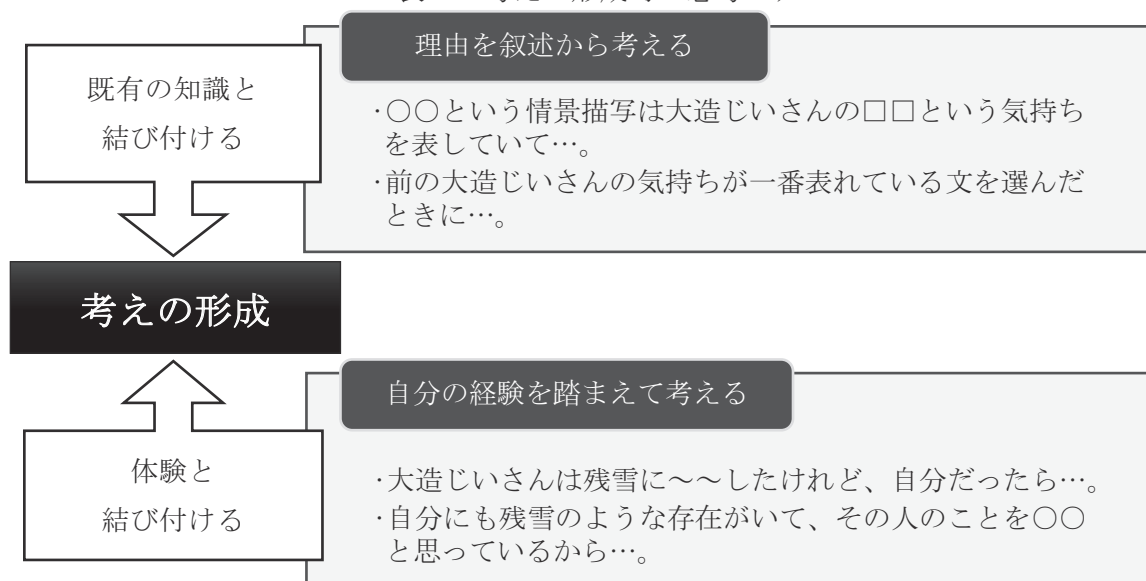 理由を叙述から考える
既有の知識と
結び付ける
・○○という情景描写は大造じいさんの□□という気持ち
を表していて…。
・前の大造じいさんの気持ちが一番表れている文を選んだ
ときに…。
考えの形成
自分の経験を踏まえて考える
体験と
結び付ける
・大造じいさんは残雪に～～したけれど、自分だったら…。
・自分にも残雪のような存在がいて、その人のことを○○
と思っているから…。